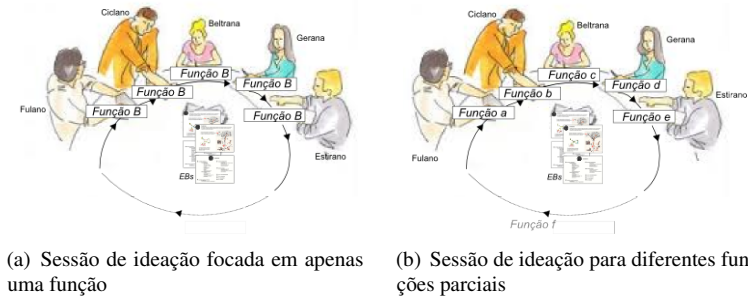 Ciclano
Beltrana
Gerana
Fulano
Estirano
Função B
Função B
Função B
Função B
Função B
EBs
Ciclano
Beltrana
Gerana
Estirano
Fulano
Função a
Função b
Função c
Função d
Função e
EBs
Função f
(a) Sessão de ideação focada em apenas
uma função
(b) Sessão de ideação para diferentes fun
ções parciais